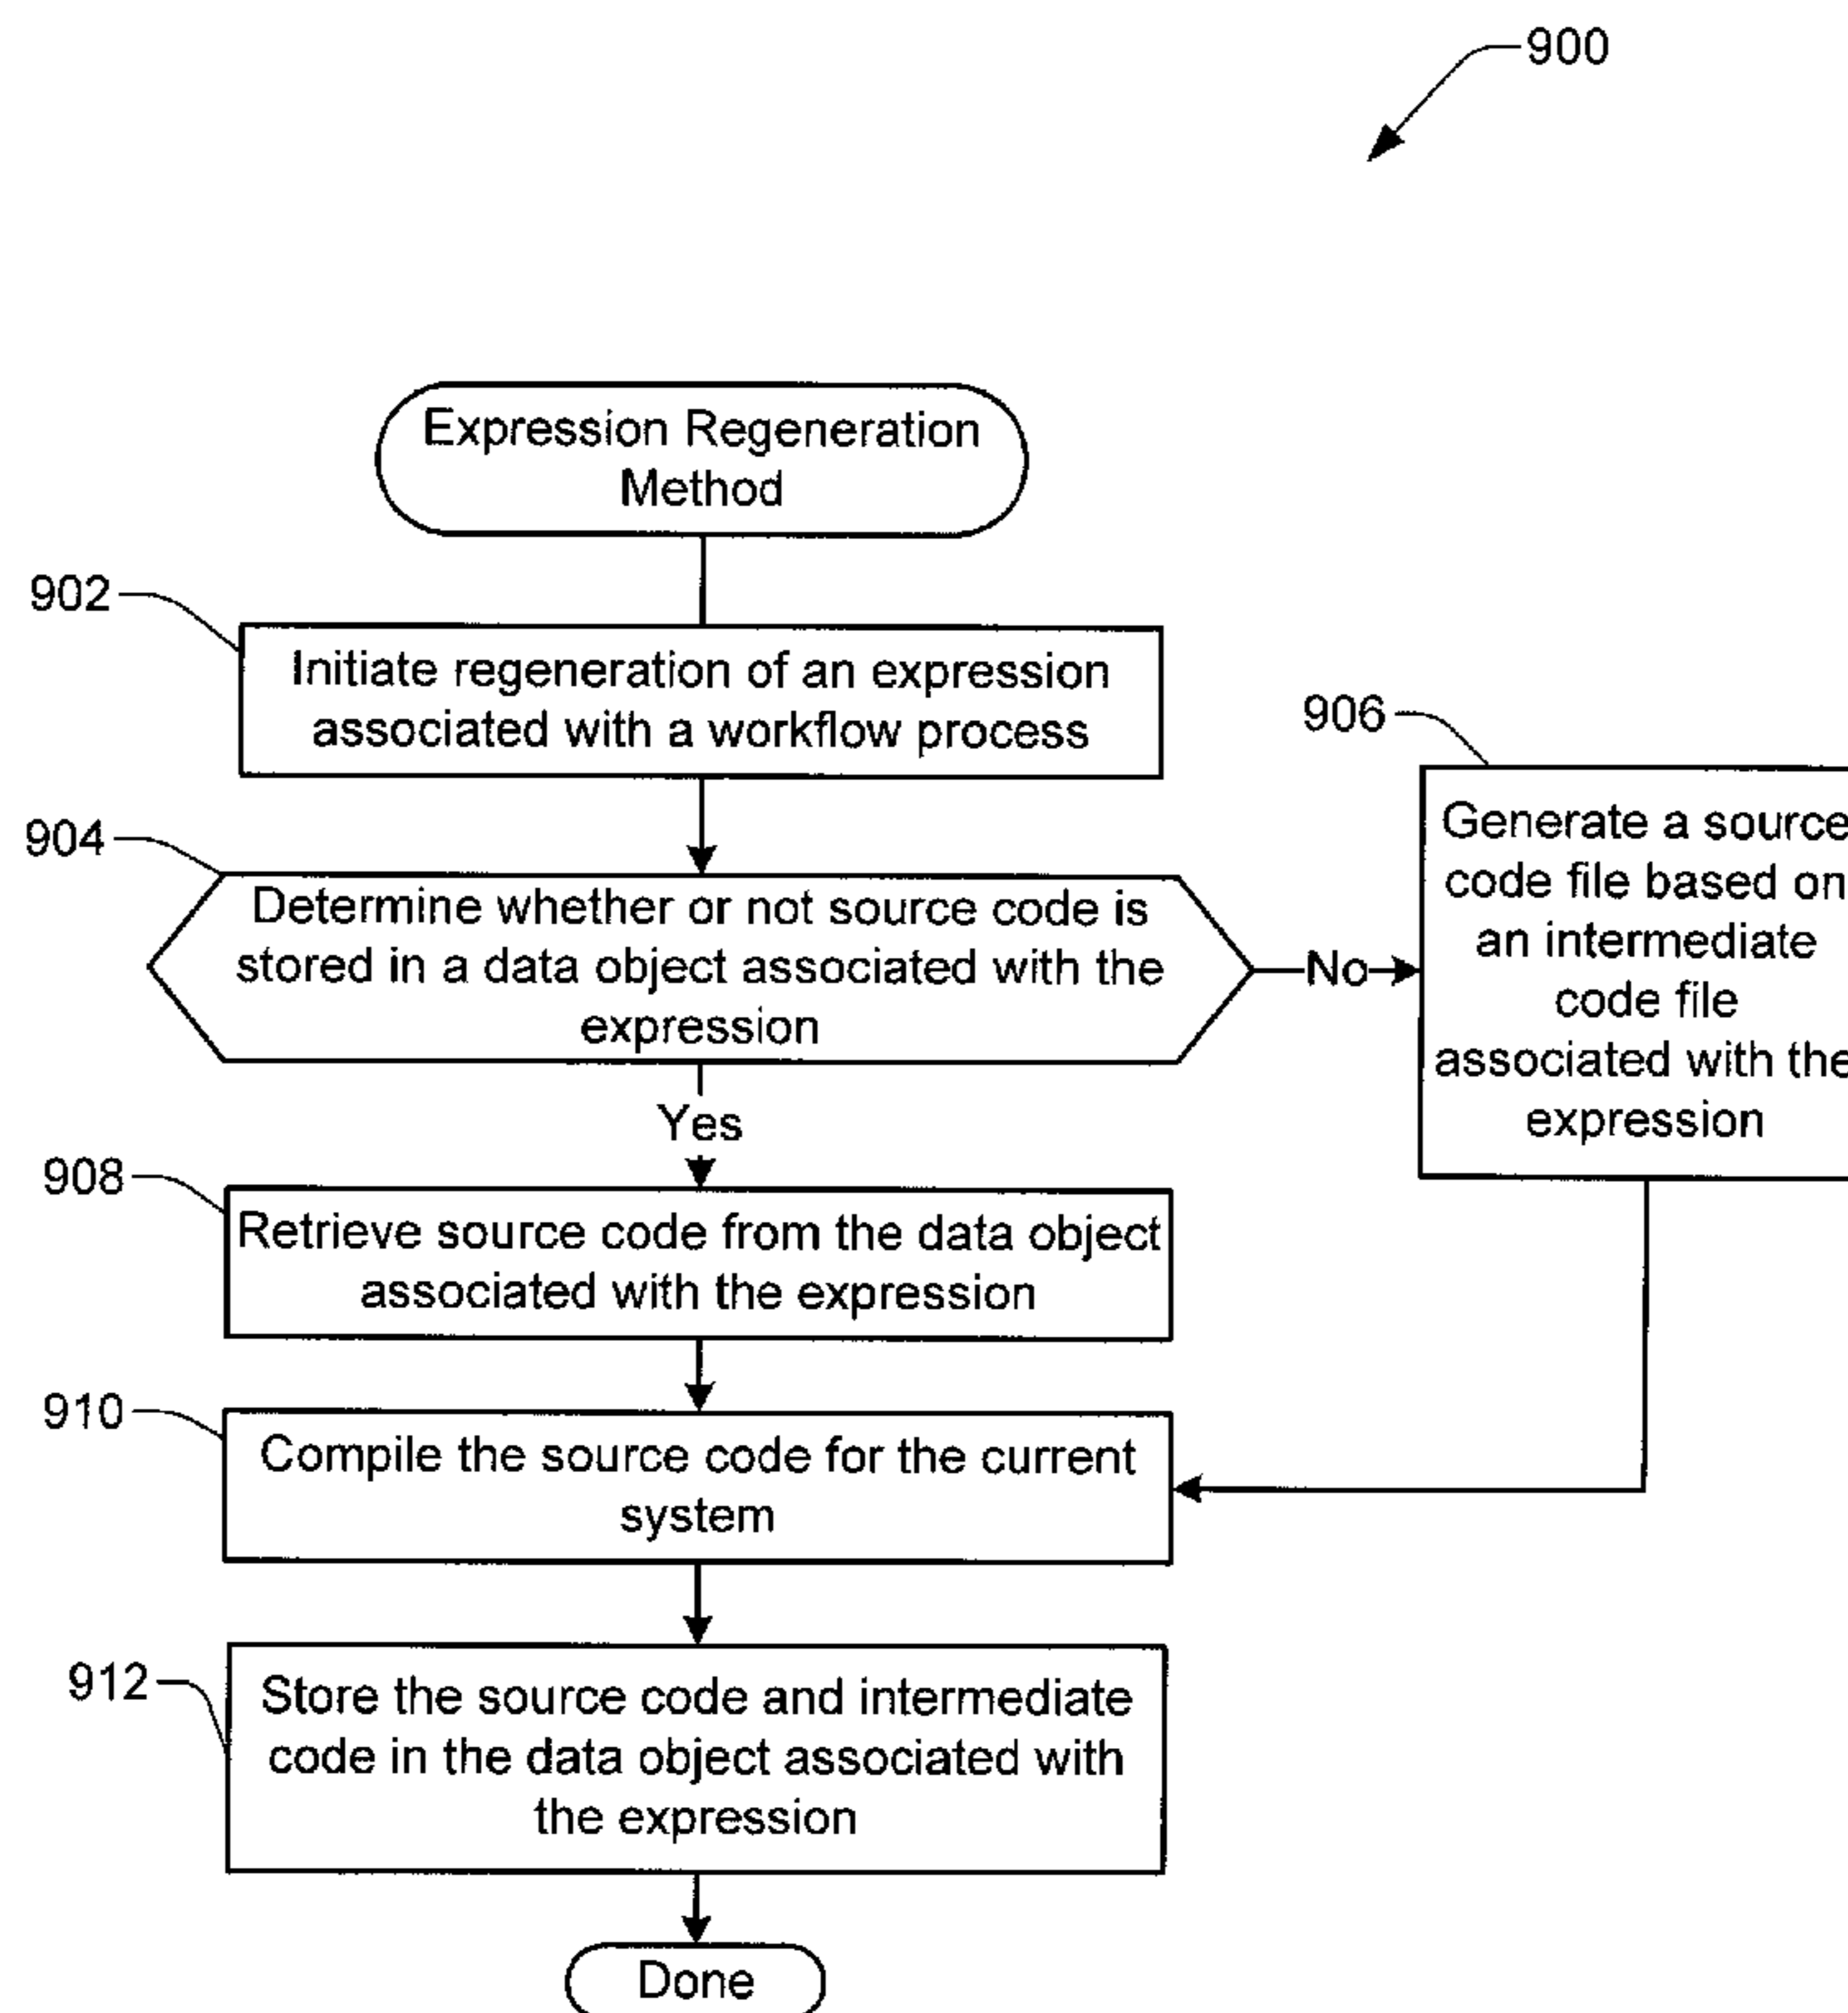 900
Expression Regeneration
Method
902
Initiate regeneration of an expression
associated with a workflow process
904
Determine whether or not source code is
stored in a data object associated with the
expression
No
906
Generate a source
code file based on
an intermediate
code file
associated with the
expression
Yes
908
Retrieve source code from the data object
associated with the expression
910
Compile the source code for the current
system
912
Store the source code and intermediate
code in the data object associated with
the expression
Done